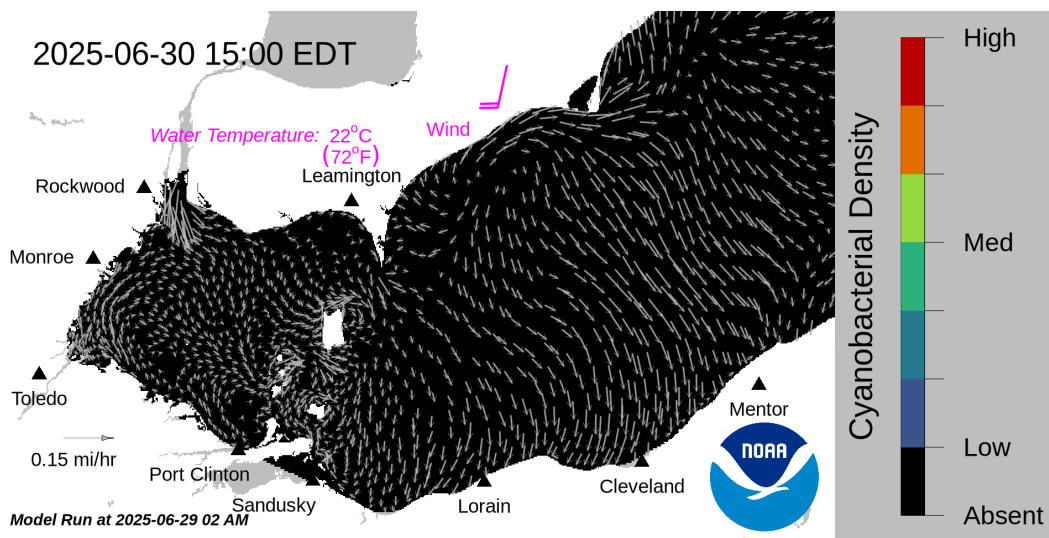 2025-06-30 15:00 EDT
Water Temperature: 22°C
(72°F)
Wind
Leamington
Rockwood
Monroe
Toledo
0.15 mi/hr
Port Clinton
Sandusky
Lorain
Cleveland
Mentor
NOAA
Model Run at 2025-06-29 02 AM
Cyanobacterial Density
High
Med
Low
Absent